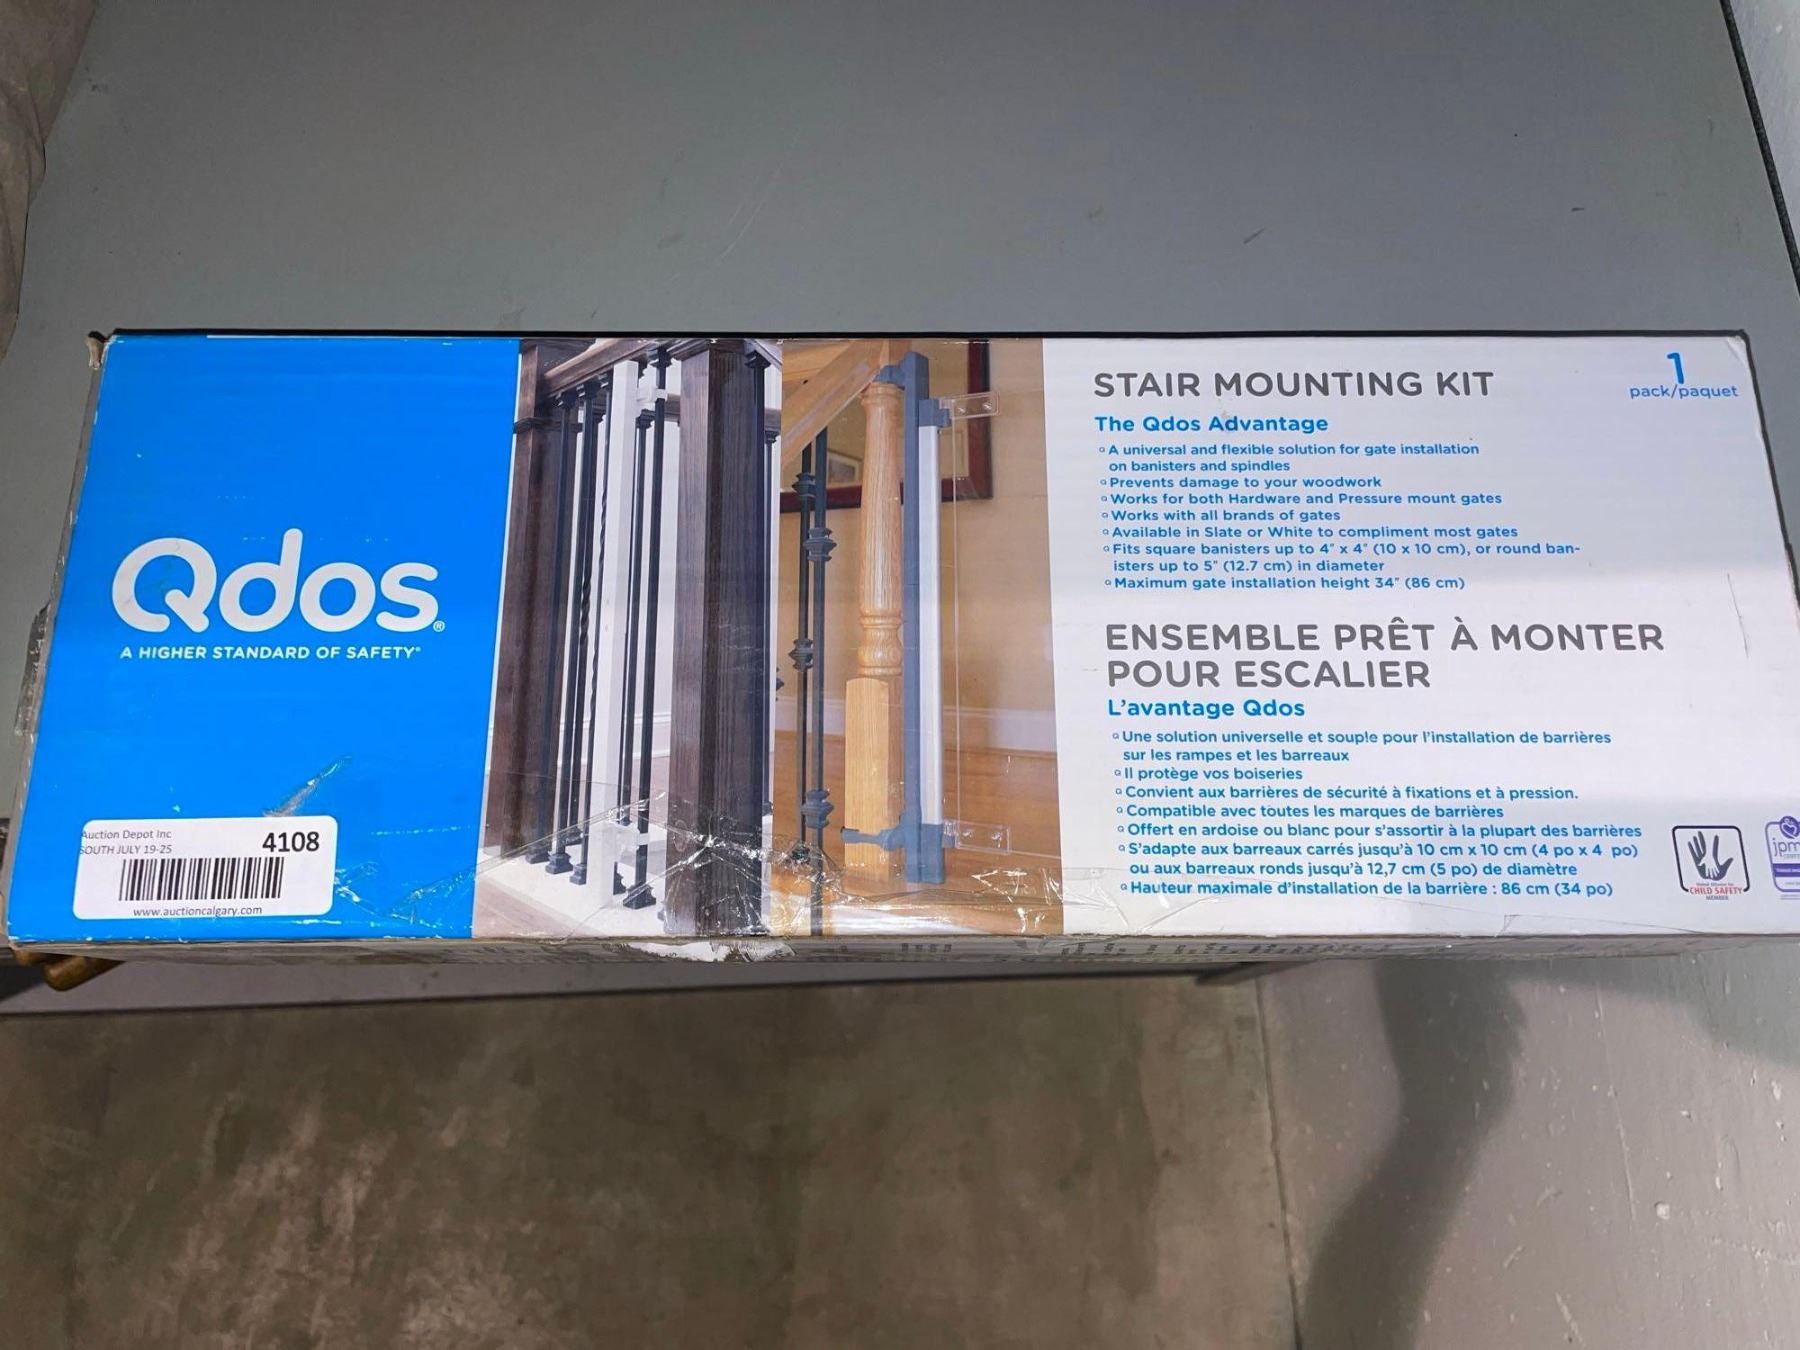 Qdos®
A HIGHER STANDARD OF SAFETY®
Auction Depot Inc
SOUTH JULY 19-25
4108
www.auctioncalgary.com
STAIR MOUNTING KIT
1
pack/paquet
The Qdos Advantage
A universal and flexible solution for gate installation
on banisters and spindles
Prevents damage to your woodwork
Works for both Hardware and Pressure mount gates
Works with all brands of gates
Available in Slate or White to compliment most gates
Fits square banisters up to 4" x 4" (10 x 10 cm), or round ban-
isters up to 5" (12.7 cm) in diameter
Maximum gate installation height 34" (86 cm)
ENSEMBLE PRÊT À MONTER
POUR ESCALIER
L'avantage Qdos
Une solution universelle et souple pour l'installation de barrières
sur les rampes et les barreaux
Il protège vos boiseries
Convient aux barrières de sécurité à fixations et à pression.
Compatible avec toutes les marques de barrières
Offert en ardoise ou blanc pour s'assortir à la plupart des barrières
S'adapte aux barreaux carrés jusqu'à 10 cm x 10 cm (4 po x 4 po)
ou aux barreaux ronds jusqu'à 12,7 cm (5 po) de diamètre
Hauteur maximale d'installation de la barrière : 86 cm (34 po)
CHILD SAFETY
MEMBER
jpm